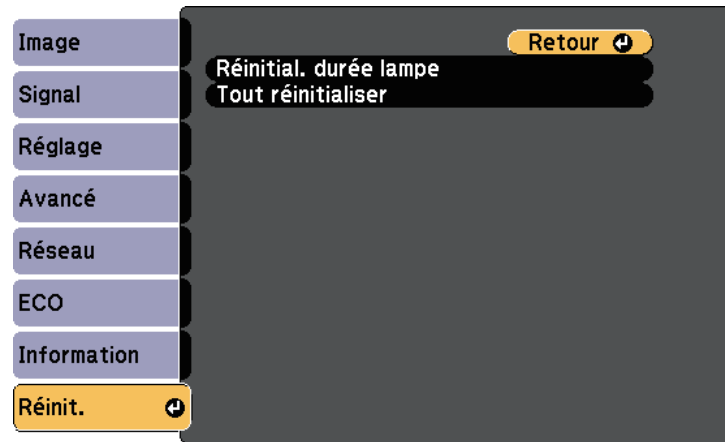 Image
Signal
Réglage
Avancé
Réseau
ECO
Information
Réinit.
Retour
Réinitial. durée lampe
Tout réinitialiser